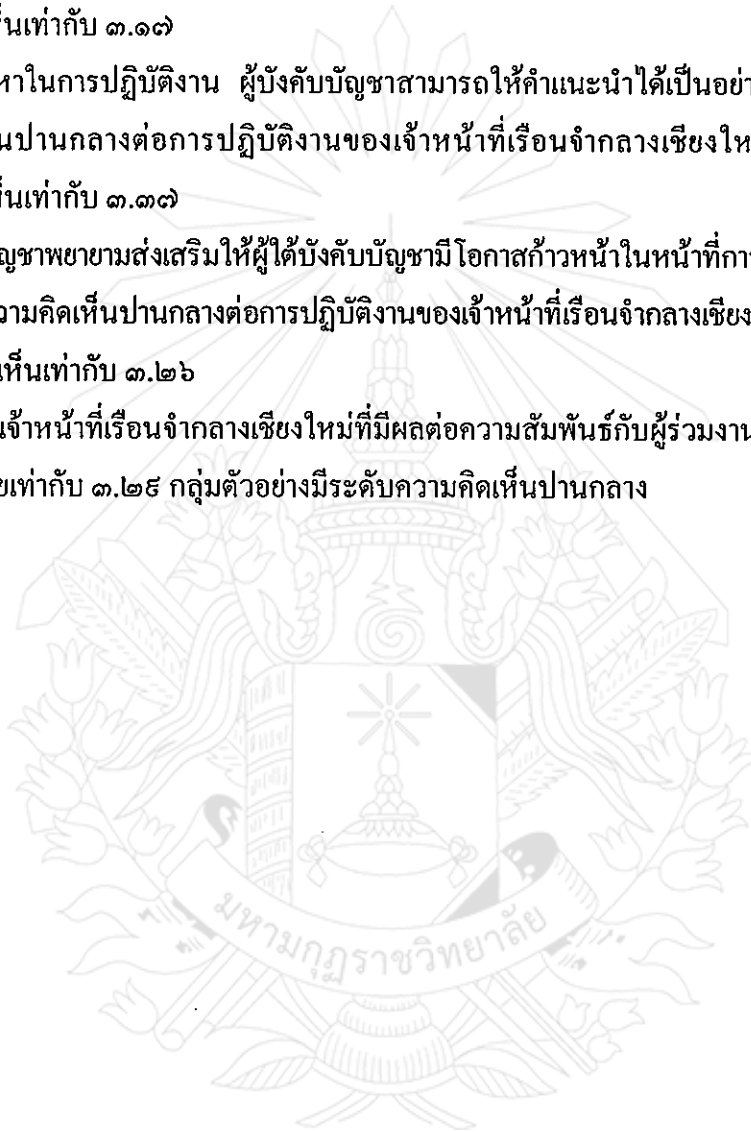 ห็นเท่ากับ ๓.๑๗
หาในการปฏิบัติงาน ผู้บังคับบัญชาสามารถให้คำแนะนำได้เป็นอย่า
นปานกลางต่อการปฏิบัติงานของเจ้าหน้าที่เรือนจำกลางเชียงให
ห็นเท่ากับ ๓.๓๗
ญชาพยายามส่งเสริมให้ผู้ใต้บังคับบัญชามีโอกาสก้าวหน้าในหน้าที่กา
วามคิดเห็นปานกลางต่อการปฏิบัติงานของเจ้าหน้าที่เรือนจำกลางเชียง
เห็นเท่ากับ ๓.๒๖
เจ้าหน้าที่เรือนจำกลางเชียงใหม่ที่มีผลต่อความสัมพันธ์กับผู้ร่วมงาน
ยเท่ากับ ๓.๒๙ กลุ่มตัวอย่างมีระดับความคิดเห็นปานกลาง
มหามกุฏราชวิทยาลัย